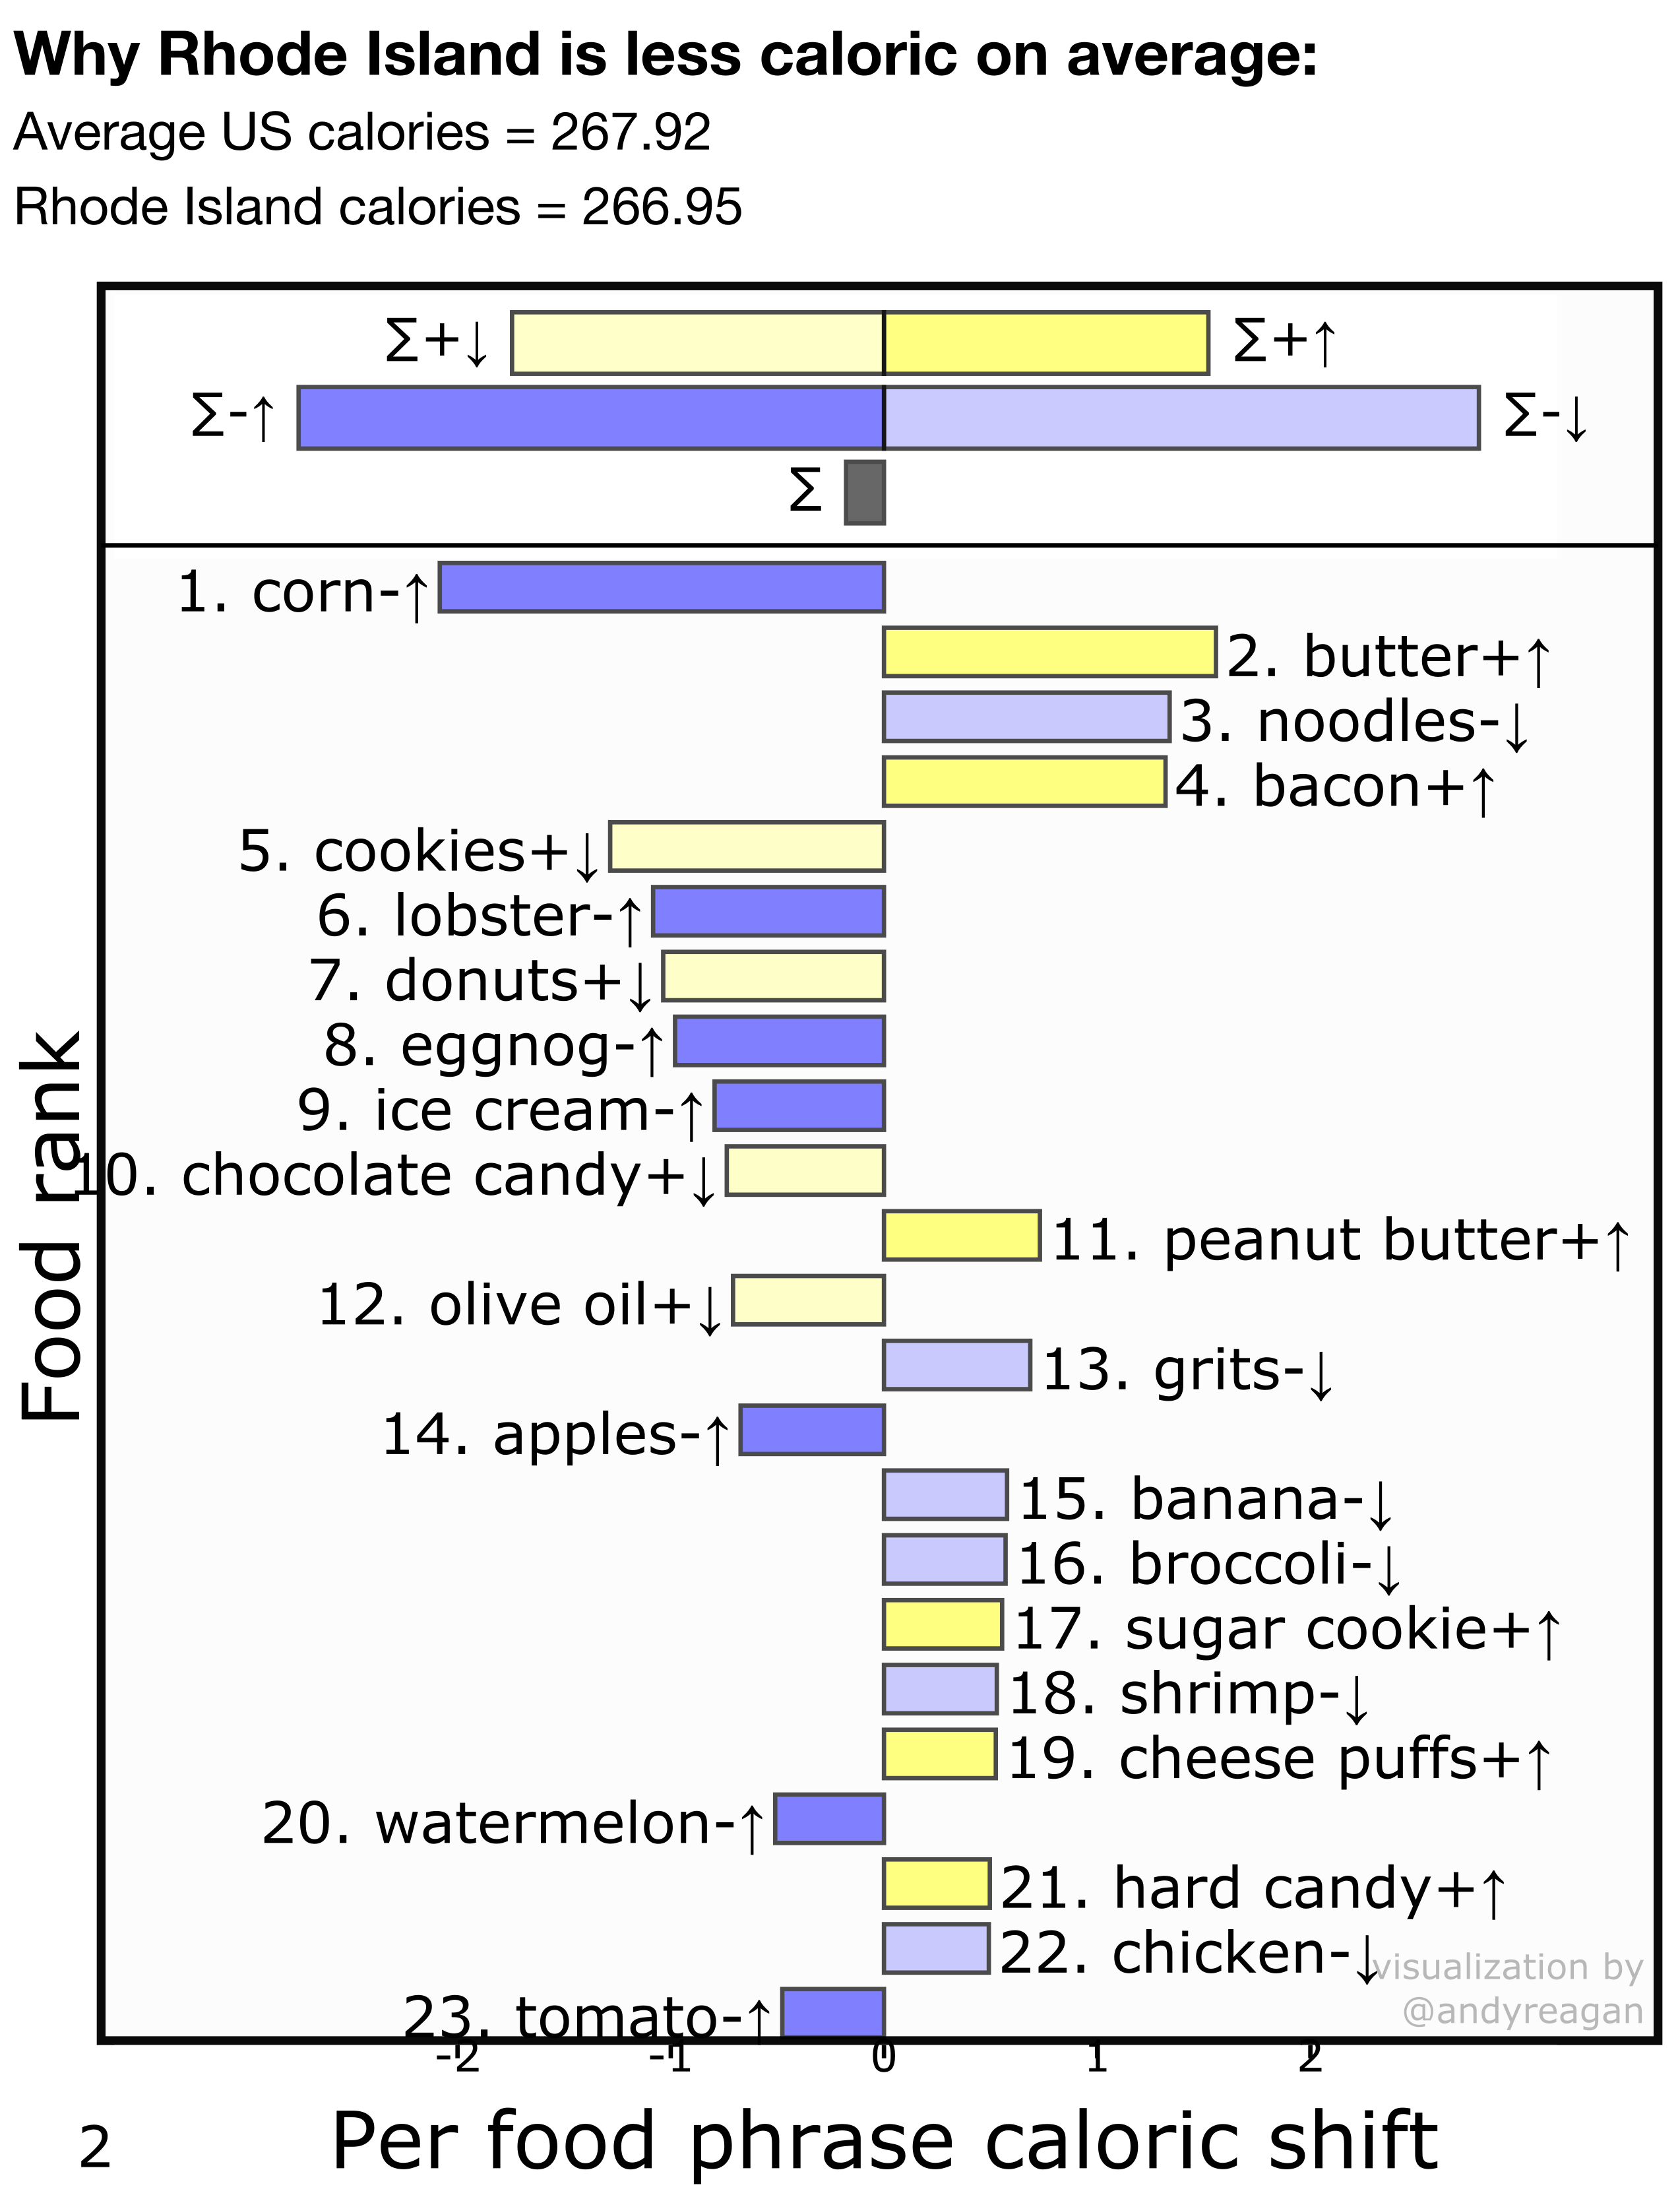 Why Rhode Island is less caloric on average:
Average US calories = 267.92
Rhode Island calories = 266.95
Σ+↓
Σ+↑
Σ-↑
Σ-↓
Σ
1. corn-↑
2. butter+↑
3. noodles-↓
4. bacon+↑
5. cookies+↓
6. lobster-↑
7. donuts+↓
8. eggnog-↑
9. ice cream-↑
10. chocolate candy+↓
11. peanut butter+↑
12. olive oil+↓
13. grits-↓
14. apples-↑
15. banana-↓
16. broccoli-↓
17. sugar cookie+↑
18. shrimp-↓
19. cheese puffs+↑
20. watermelon-↑
21. hard candy+↑
22. chicken-↓
23. tomato-↑
visualization by
@andyreagan
Food rank
-2 -1 0 1 2
Per food phrase caloric shift
2